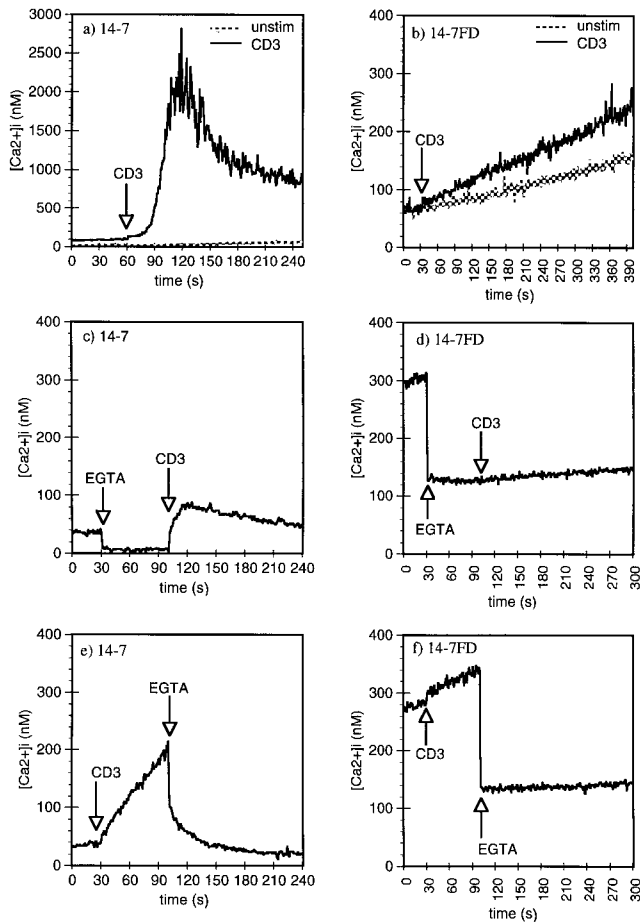 a) 14-7
unstim
CD3
[Ca2+]i (nM)
3000
2500
2000
1500
1000
500
0
CD3
0 30 60 90 120 150 180 210 240
time (s)
b) 14-7FD
unstim
CD3
[Ca2+]i (nM)
400
300
200
100
0
CD3
0 30 60 90 120 150 180 210 240 270 300 330 360 390
time (s)
c) 14-7
[Ca2+]i (nM)
400
300
200
100
0
EGTA
CD3
0 30 60 90 120 150 180 210 240
time (s)
d) 14-7FD
[Ca2+]i (nM)
400
300
200
100
0
CD3
EGTA
0 30 60 90 120 150 180 210 240 270 300
time (s)
e) 14-7
[Ca2+]i (nM)
400
300
200
100
0
EGTA
CD3
0 30 60 90 120 150 180 210 240
time (s)
f) 14-7FD
[Ca2+]i (nM)
400
300
200
100
0
CD3
EGTA
0 30 60 90 120 150 180 210 240 270 300
time (s)